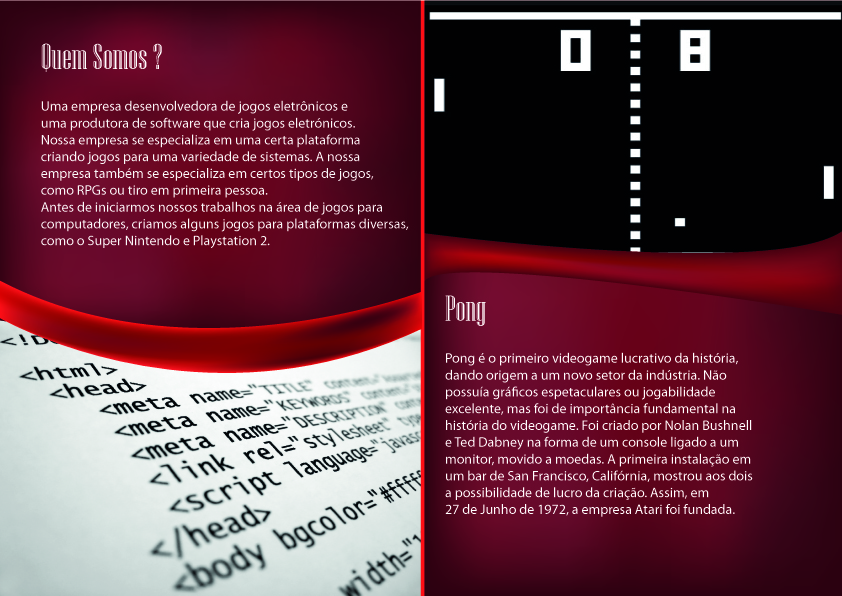 Quem Somos ?
Uma empresa desenvolvedora de jogos eletrônicos e
uma produtora de software que cria jogos eletrónicos.
Nossa empresa se especializa em uma certa plataforma
criando jogos para uma variedade de sistemas. A nossa
empresa também se especializa em certos tipos de jogos,
como RPGs ou tiro em primeira pessoa.
Antes de iniciarmos nossos trabalhos na área de jogos para
computadores, criamos alguns jogos para plataformas diversas,
como o Super Nintendo e Playstation 2.
<html>
<head>
<meta name="TITLE"
<meta name="KEYWORDS"
<meta name="DESCRIPTION"
<link rel="stylesheet"
<script language="javas
</head>
<body bgcolor="#ffff
width="1
0 8
Pong
Pong é o primeiro videogame lucrativo da história,
dando origem a um novo setor da indústria. Não
possuía gráficos espetaculares ou jogabilidade
excelente, mas foi de importância fundamental na
história do videogame. Foi criado por Nolan Bushnell
e Ted Dabney na forma de um console ligado a um
monitor, movido a moedas. A primeira instalação em
um bar de San Francisco, Califórnia, mostrou aos dois
a possibilidade de lucro da criação. Assim, em
27 de Junho de 1972, a empresa Atari foi fundada.